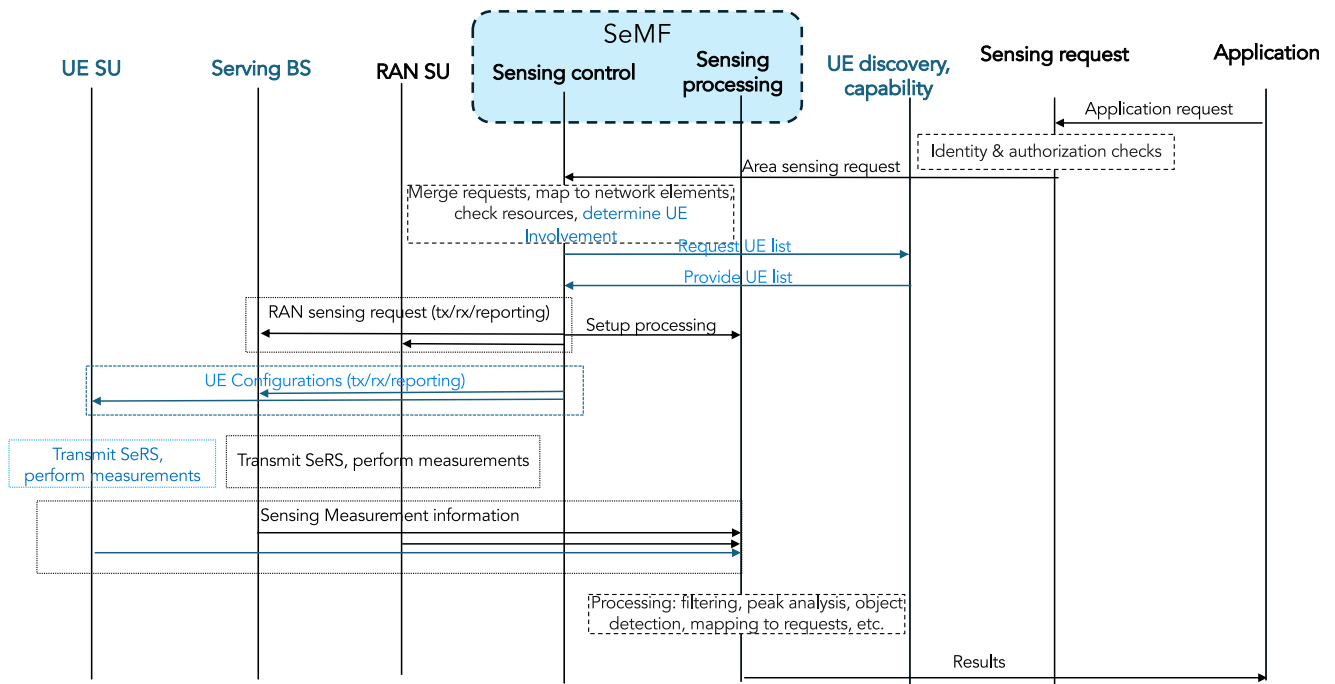 SeMF
UE SU
Serving BS
RAN SU
Sensing control
Sensing
processing
UE discovery,
capability
Sensing request
Application
Application request
Identity & authorization checks
Area sensing request
Merge requests, map to network elements,
check resources, determine UE
Involvement
Request UE list
Provide UE list
RAN sensing request (tx/rx/reporting)
Setup processing
UE Configurations (tx/rx/reporting)
Transmit SeRS,
perform measurements
Transmit SeRS, perform measurements
Sensing Measurement information
Processing: filtering, peak analysis, object
detection, mapping to requests, etc.
Results